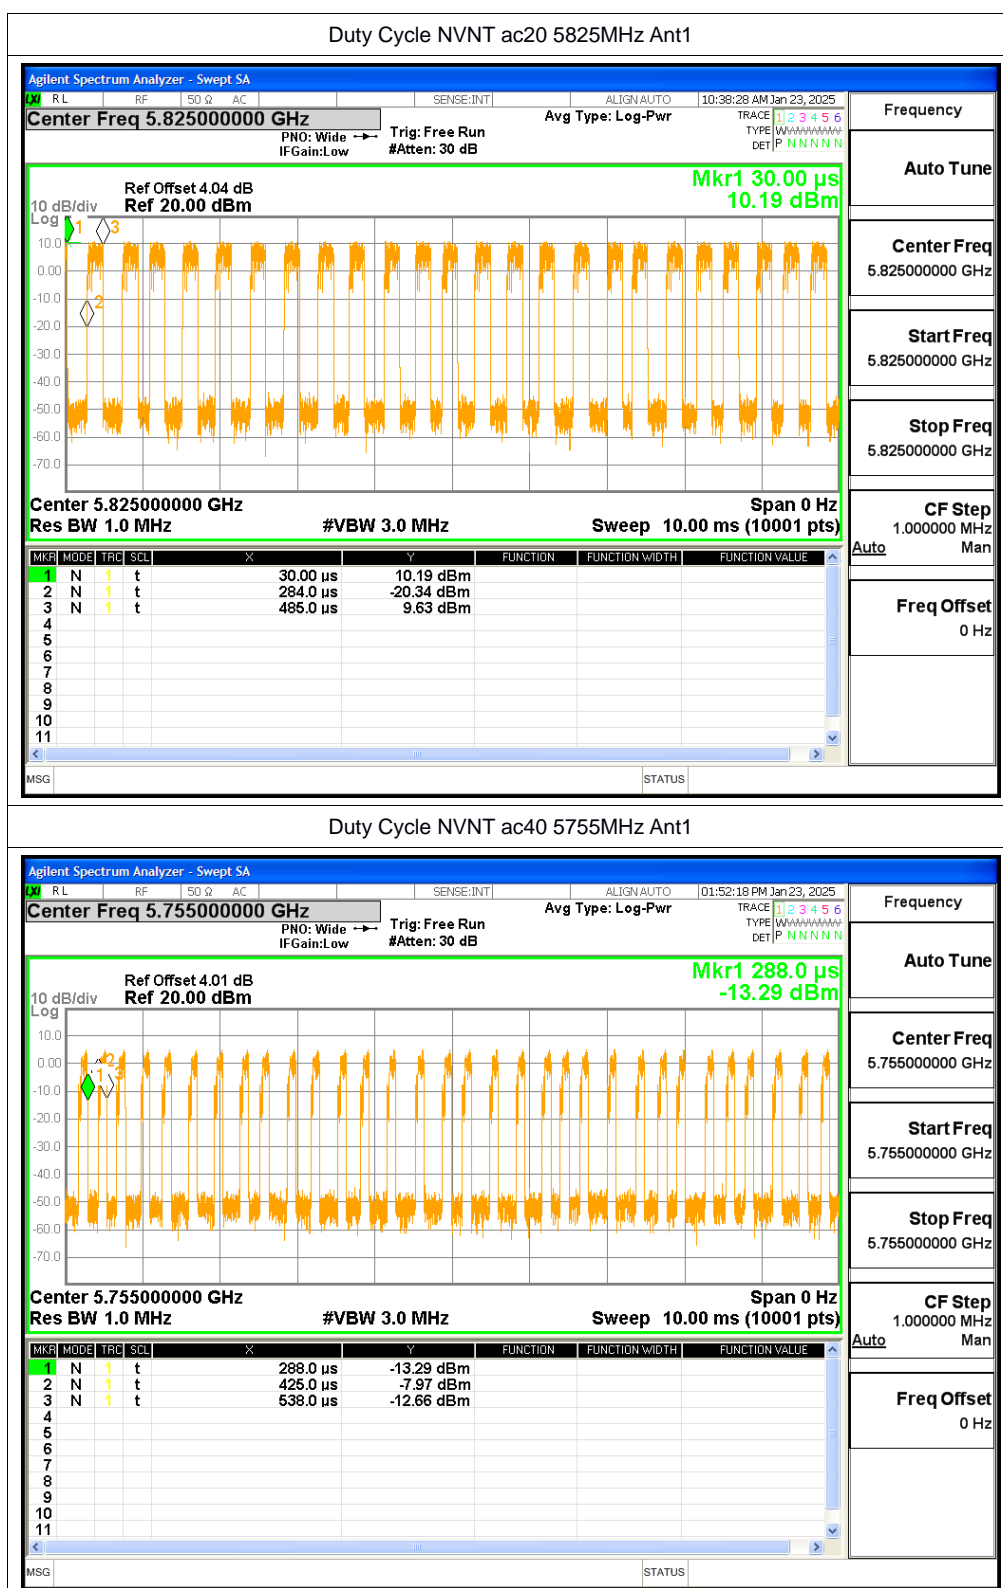 Duty Cycle NVNT ac20 5825MHz Ant1
Agilent Spectrum Analyzer - Swept SA
LXI RL RF 50 Ω AC SENSE:INT ALIGN AUTO 10:38:28 AM Jan 23, 2025
Center Freq 5.825000000 GHz
PNO: Wide
IFGain:Low
Trig: Free Run
#Atten: 30 dB
Avg Type: Log-Pwr
TRACE 1 2 3 4 5 6
TYPE W
DET P N N N N N
Mkr1 30.00 µs
10.19 dBm
Ref Offset 4.04 dB
10 dB/div Ref 20.00 dBm
Log
1 3
10.0
0.00
-10.0
2
-20.0
-30.0
-40.0
-50.0
-60.0
-70.0
Center 5.825000000 GHz Span 0 Hz
Res BW 1.0 MHz #VBW 3.0 MHz Sweep 10.00 ms (10001 pts)
MKR MODE TRC SCL X Y FUNCTION FUNCTION WIDTH FUNCTION VALUE
1 N 1 t 30.00 µs 10.19 dBm
2 N 1 t 284.0 µs -20.34 dBm
3 N 1 t 485.0 µs 9.63 dBm
4
5
6
7
8
9
10
11
MSG STATUS
Frequency
Auto Tune
Center Freq
5.825000000 GHz
Start Freq
5.825000000 GHz
Stop Freq
5.825000000 GHz
CF Step
1.000000 MHz
Auto Man
Freq Offset
0 Hz
Duty Cycle NVNT ac40 5755MHz Ant1
Agilent Spectrum Analyzer - Swept SA
LXI RL RF 50 Ω AC SENSE:INT ALIGN AUTO 01:52:18 PM Jan 23, 2025
Center Freq 5.755000000 GHz
PNO: Wide
IFGain:Low
Trig: Free Run
#Atten: 30 dB
Avg Type: Log-Pwr
TRACE 1 2 3 4 5 6
TYPE W
DET P N N N N N
Mkr1 288.0 µs
-13.29 dBm
Ref Offset 4.01 dB
10 dB/div Ref 20.00 dBm
Log
10.0
0.00
2
1 3
-10.0
-20.0
-30.0
-40.0
-50.0
-60.0
-70.0
Center 5.755000000 GHz Span 0 Hz
Res BW 1.0 MHz #VBW 3.0 MHz Sweep 10.00 ms (10001 pts)
MKR MODE TRC SCL X Y FUNCTION FUNCTION WIDTH FUNCTION VALUE
1 N 1 t 288.0 µs -13.29 dBm
2 N 1 t 425.0 µs -7.97 dBm
3 N 1 t 538.0 µs -12.66 dBm
4
5
6
7
8
9
10
11
MSG STATUS
Frequency
Auto Tune
Center Freq
5.755000000 GHz
Start Freq
5.755000000 GHz
Stop Freq
5.755000000 GHz
CF Step
1.000000 MHz
Auto Man
Freq Offset
0 Hz